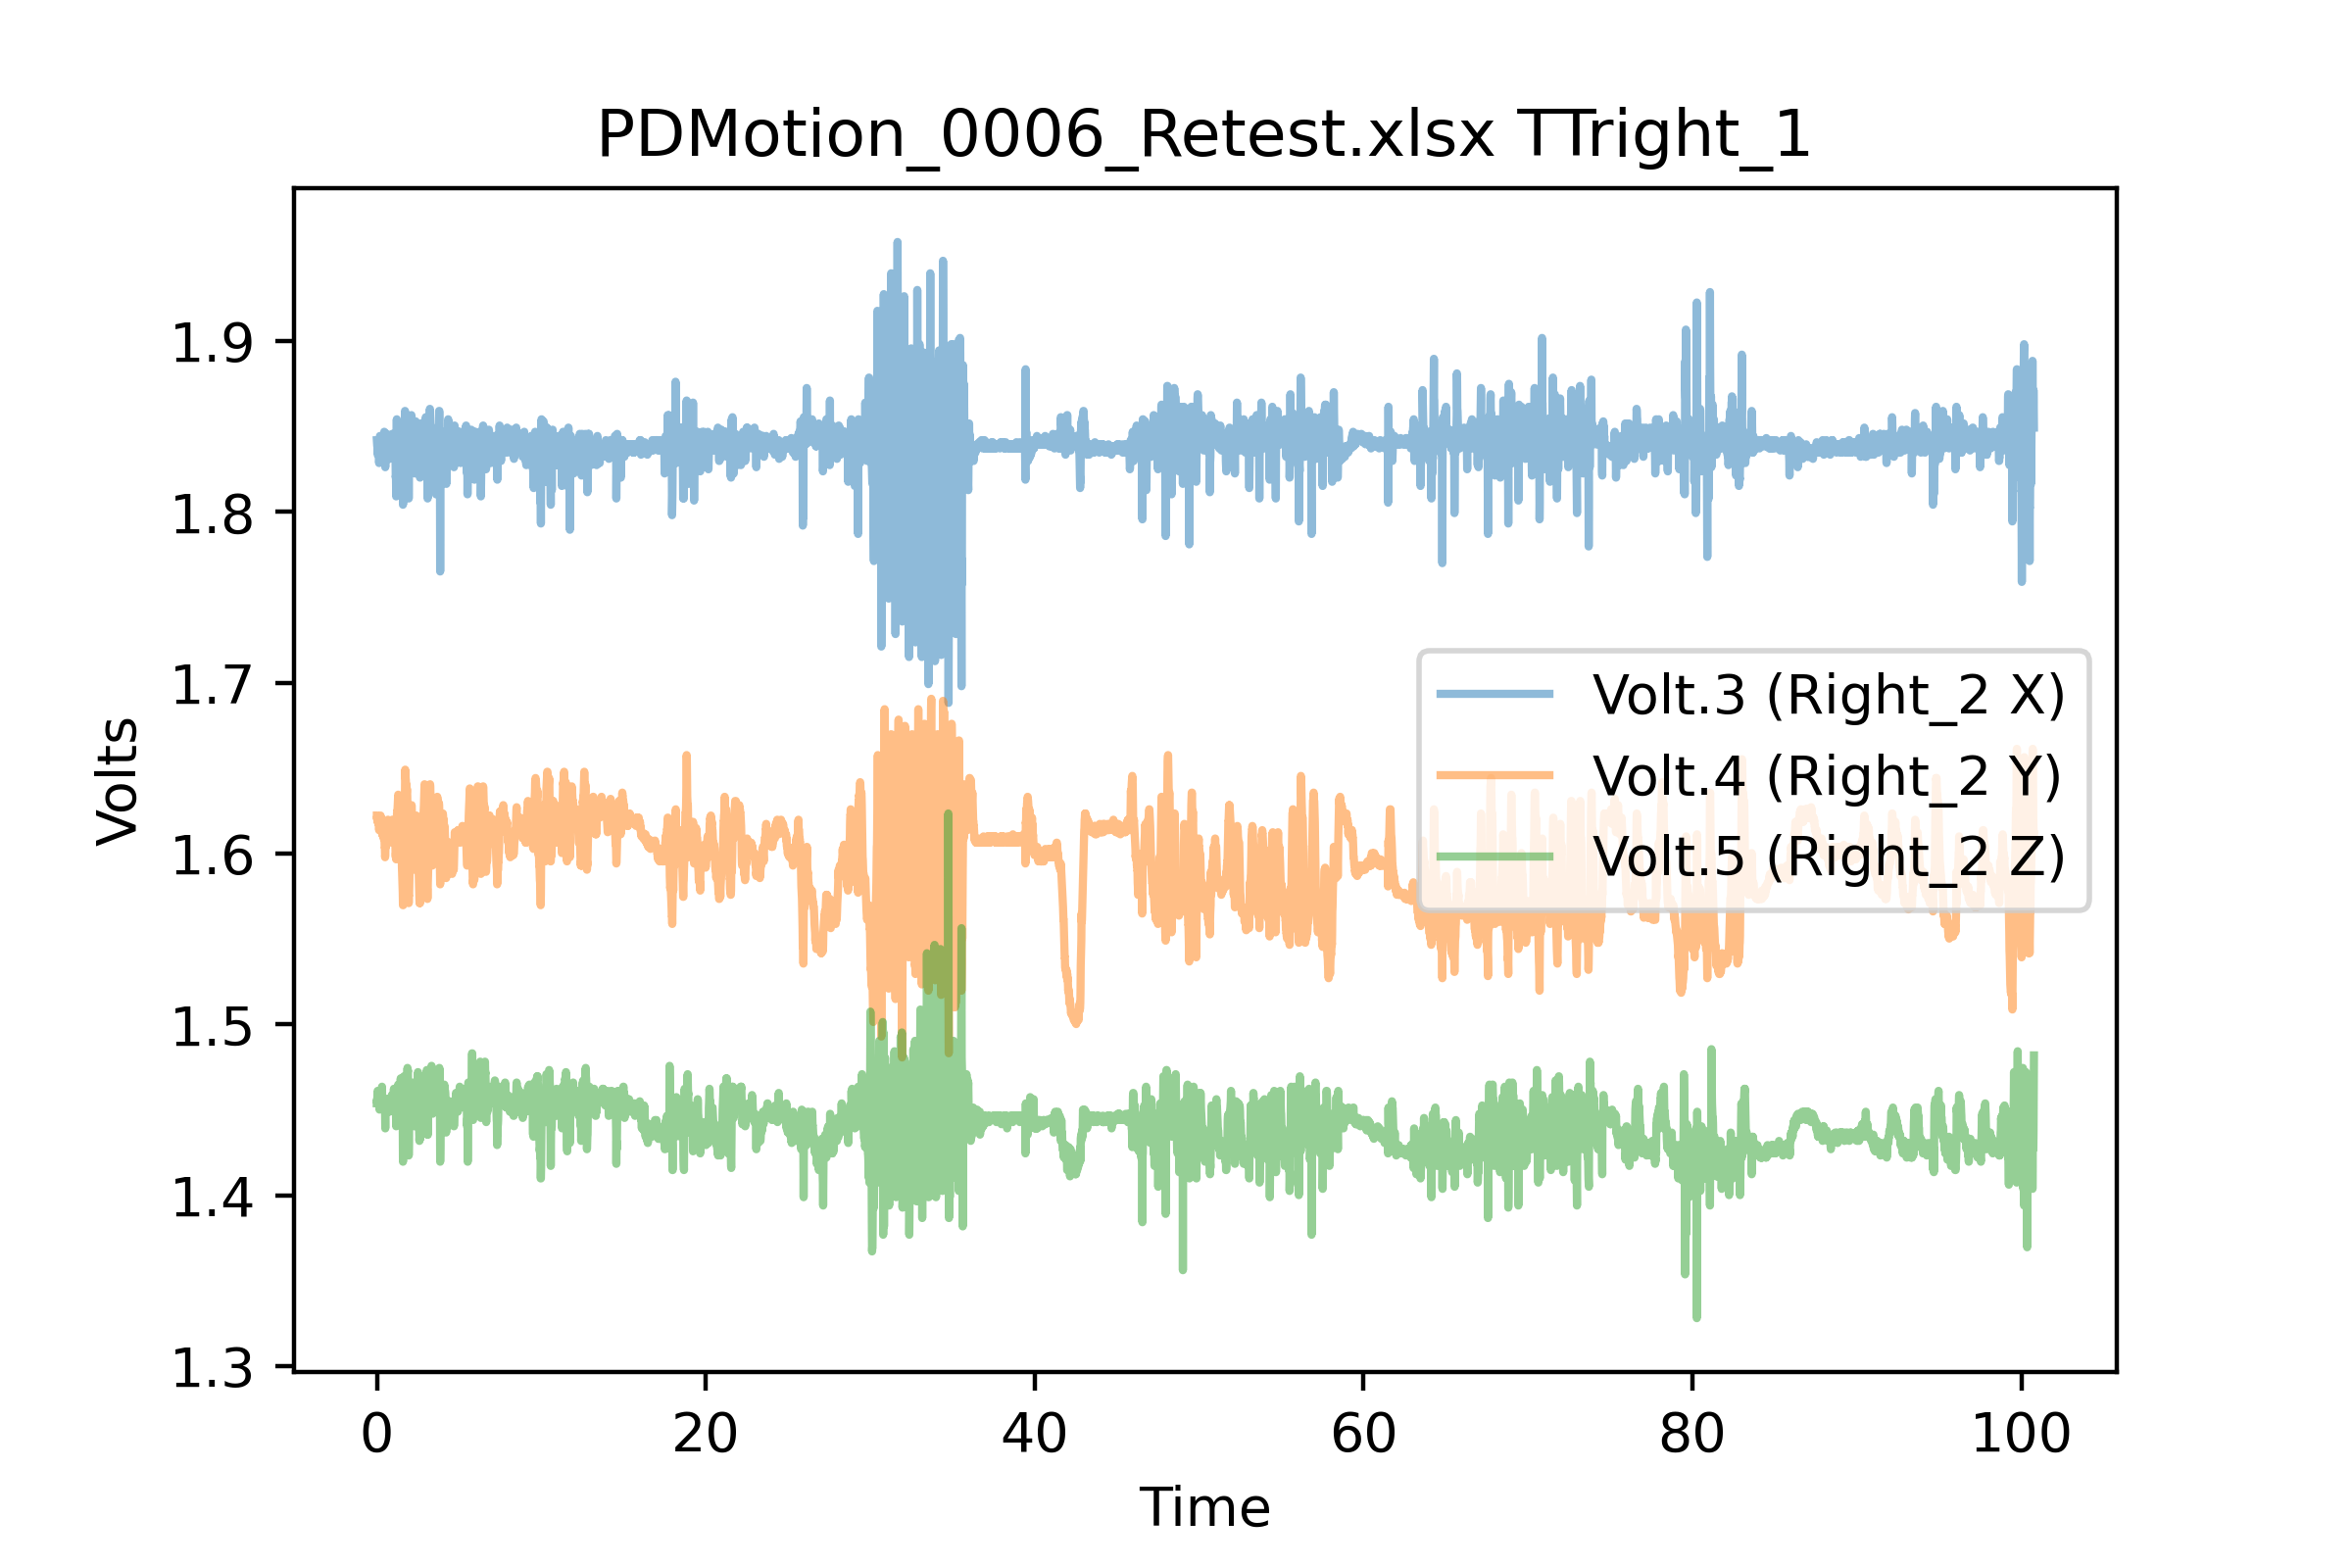 PDMotion_0006_Retest.xlsx TTright_1
Volts
1.9
1.8
1.7
1.6
1.5
1.4
1.3
Volt.3 (Right_2 X)
Volt.4 (Right_2 Y)
Volt.5 (Right_2 Z)
0 20 40 60 80 100
Time